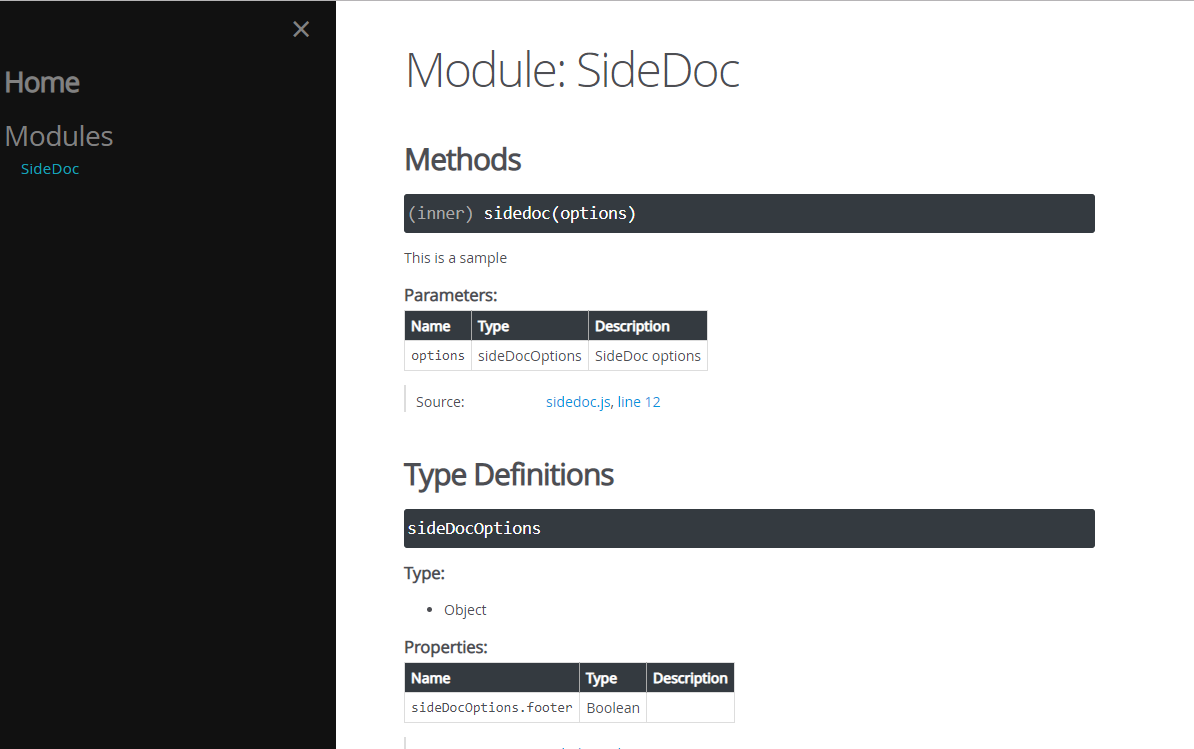 ×
Home
Modules
SideDoc
Module: SideDoc
Methods
(inner) sidedoc(options)
This is a sample
Parameters:
Name Type Description
options sideDocOptions SideDoc options
Source: sidedoc.js, line 12
Type Definitions
sideDocOptions
Type:
• Object
Properties:
Name Type Description
sideDocOptions.footer Boolean